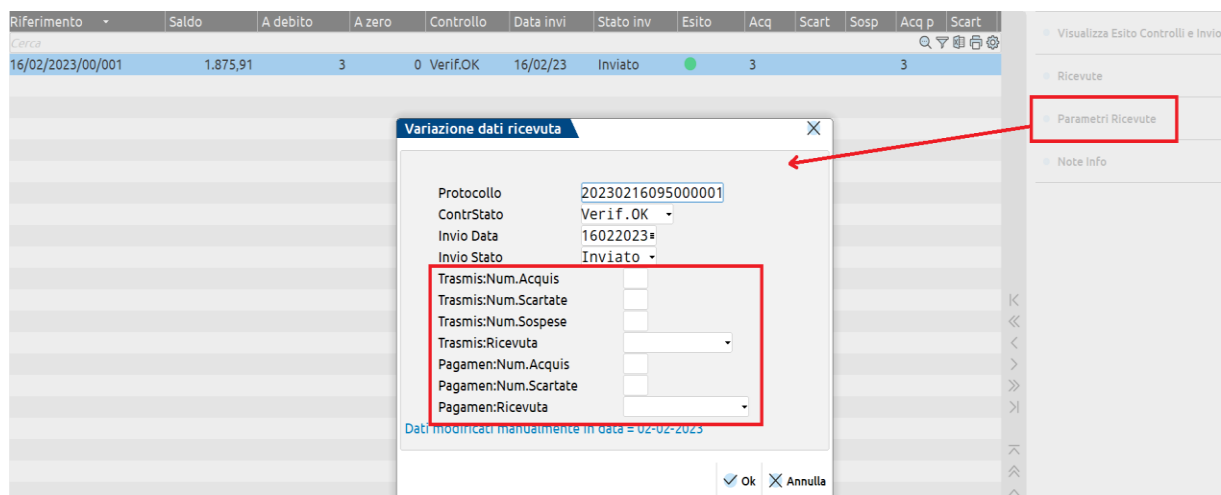 Riferimento Saldo A debito A zero Controllo Data invi Stato inv Esito Acq Scart Sosp Acq p Scart
Cerca
16/02/2023/00/001 1.875,91 3 0 Verif.OK 16/02/23 Inviato 3 3
Visualizza Esito Controlli e Invio
Ricevute
Parametri Ricevute
Note Info
Variazione dati ricevuta
Protocollo 20230216095000001
ContrStato Verif.OK
Invio Data 16022023
Invio Stato Inviato
Trasmis:Num.Acquis
Trasmis:Num.Scartate
Trasmis:Num.Sospese
Trasmis:Ricevuta
Pagamen:Num.Acquis
Pagamen:Num.Scartate
Pagamen:Ricevuta
Dati modificati manualmente in data = 02-02-2023
Ok Annulla